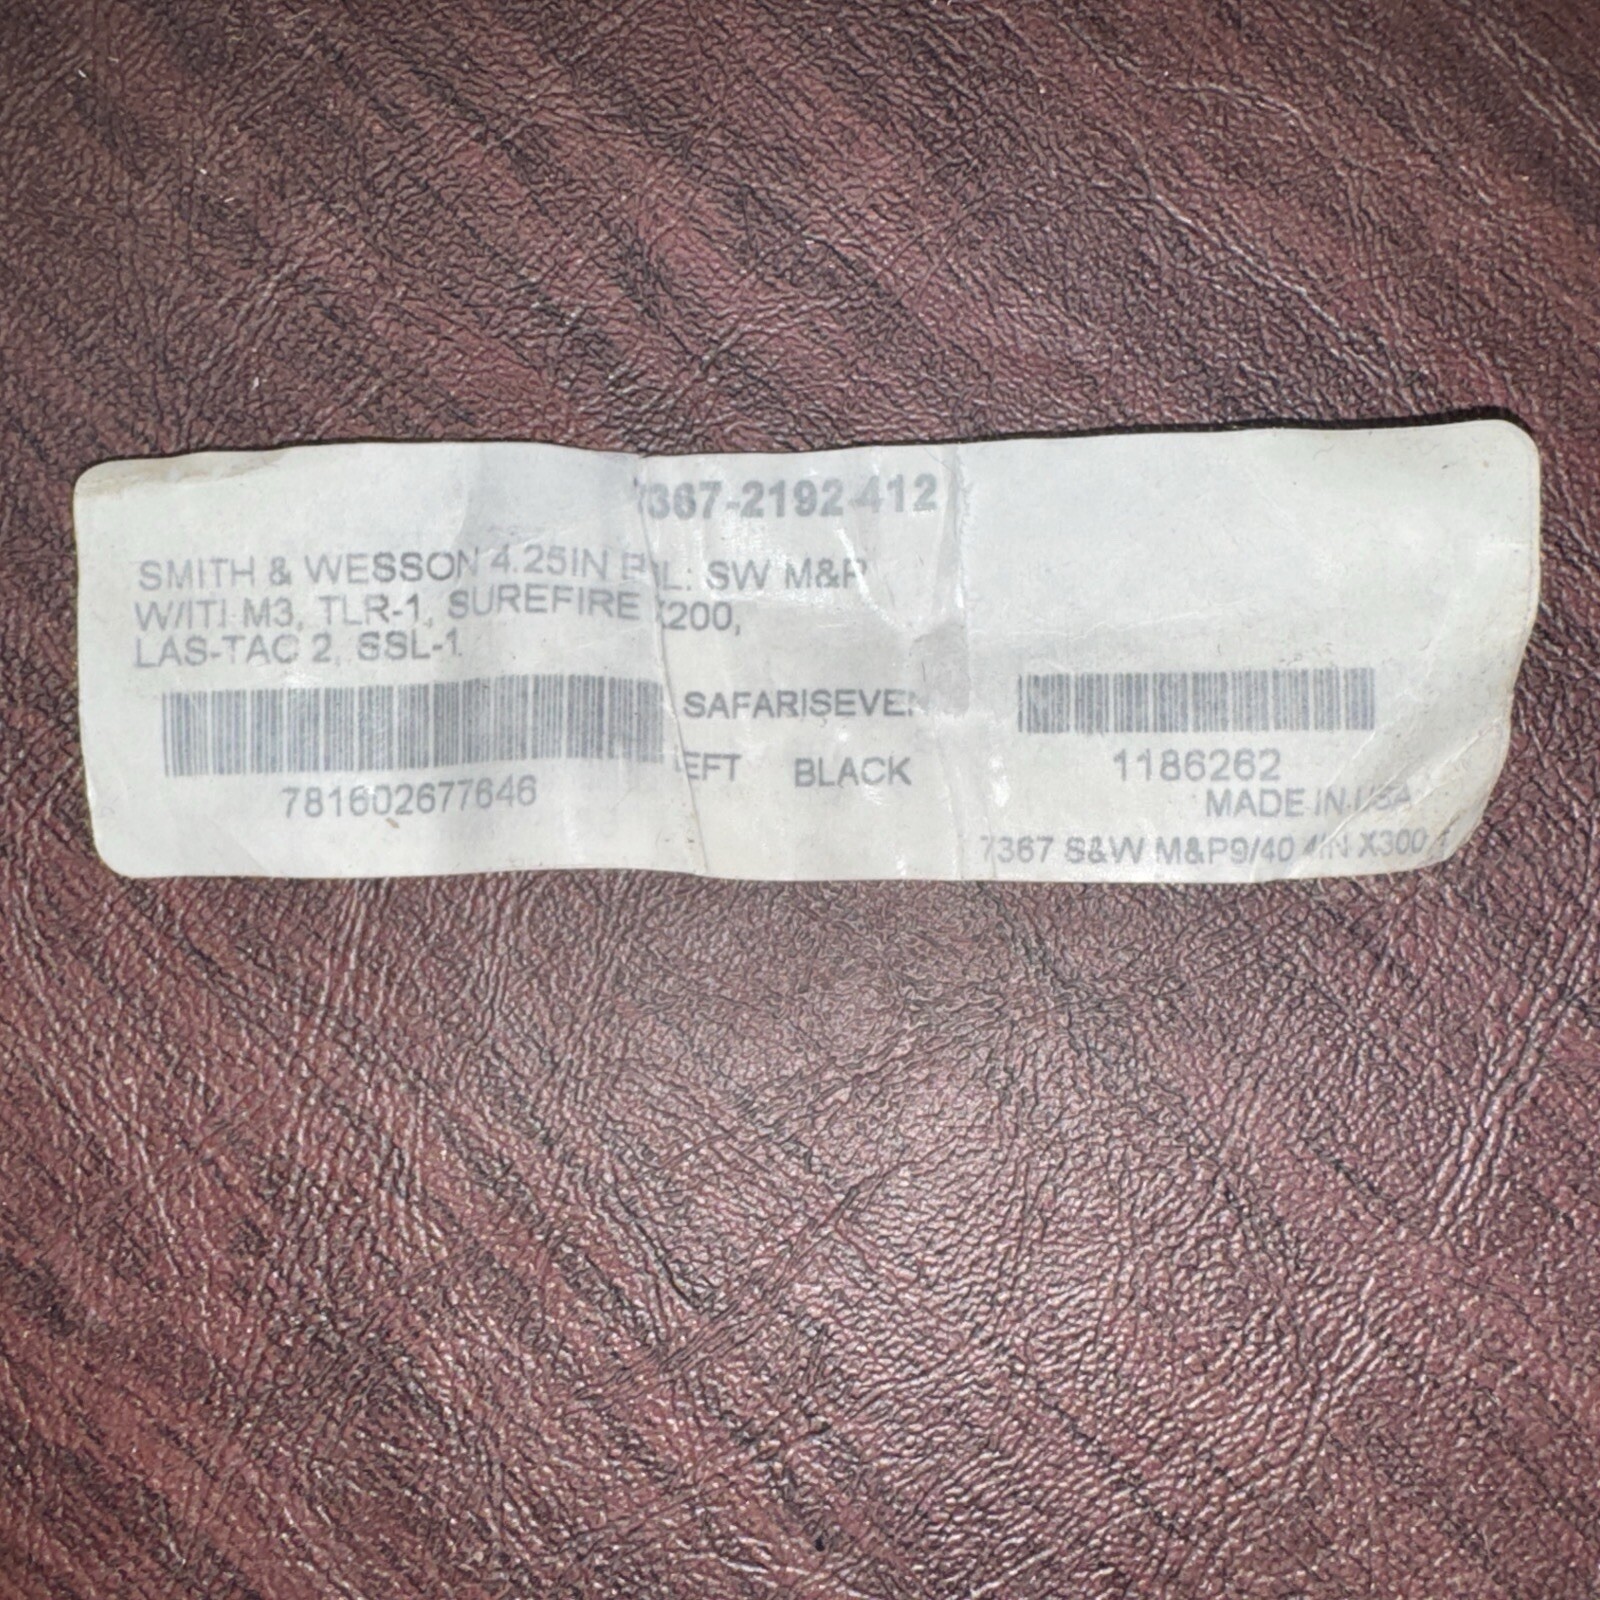 7367-2192-412
SMITH & WESSON 4.25IN BBL: SW M&P
W/ITI M3, TLR-1, SUREFIRE X200,
LAS-TAC 2, SSL-1
SAFARISEVEN
LEFT BLACK
781602677646
1186262
MADE IN USA
7367 S&W M&P9/40 4IN X300